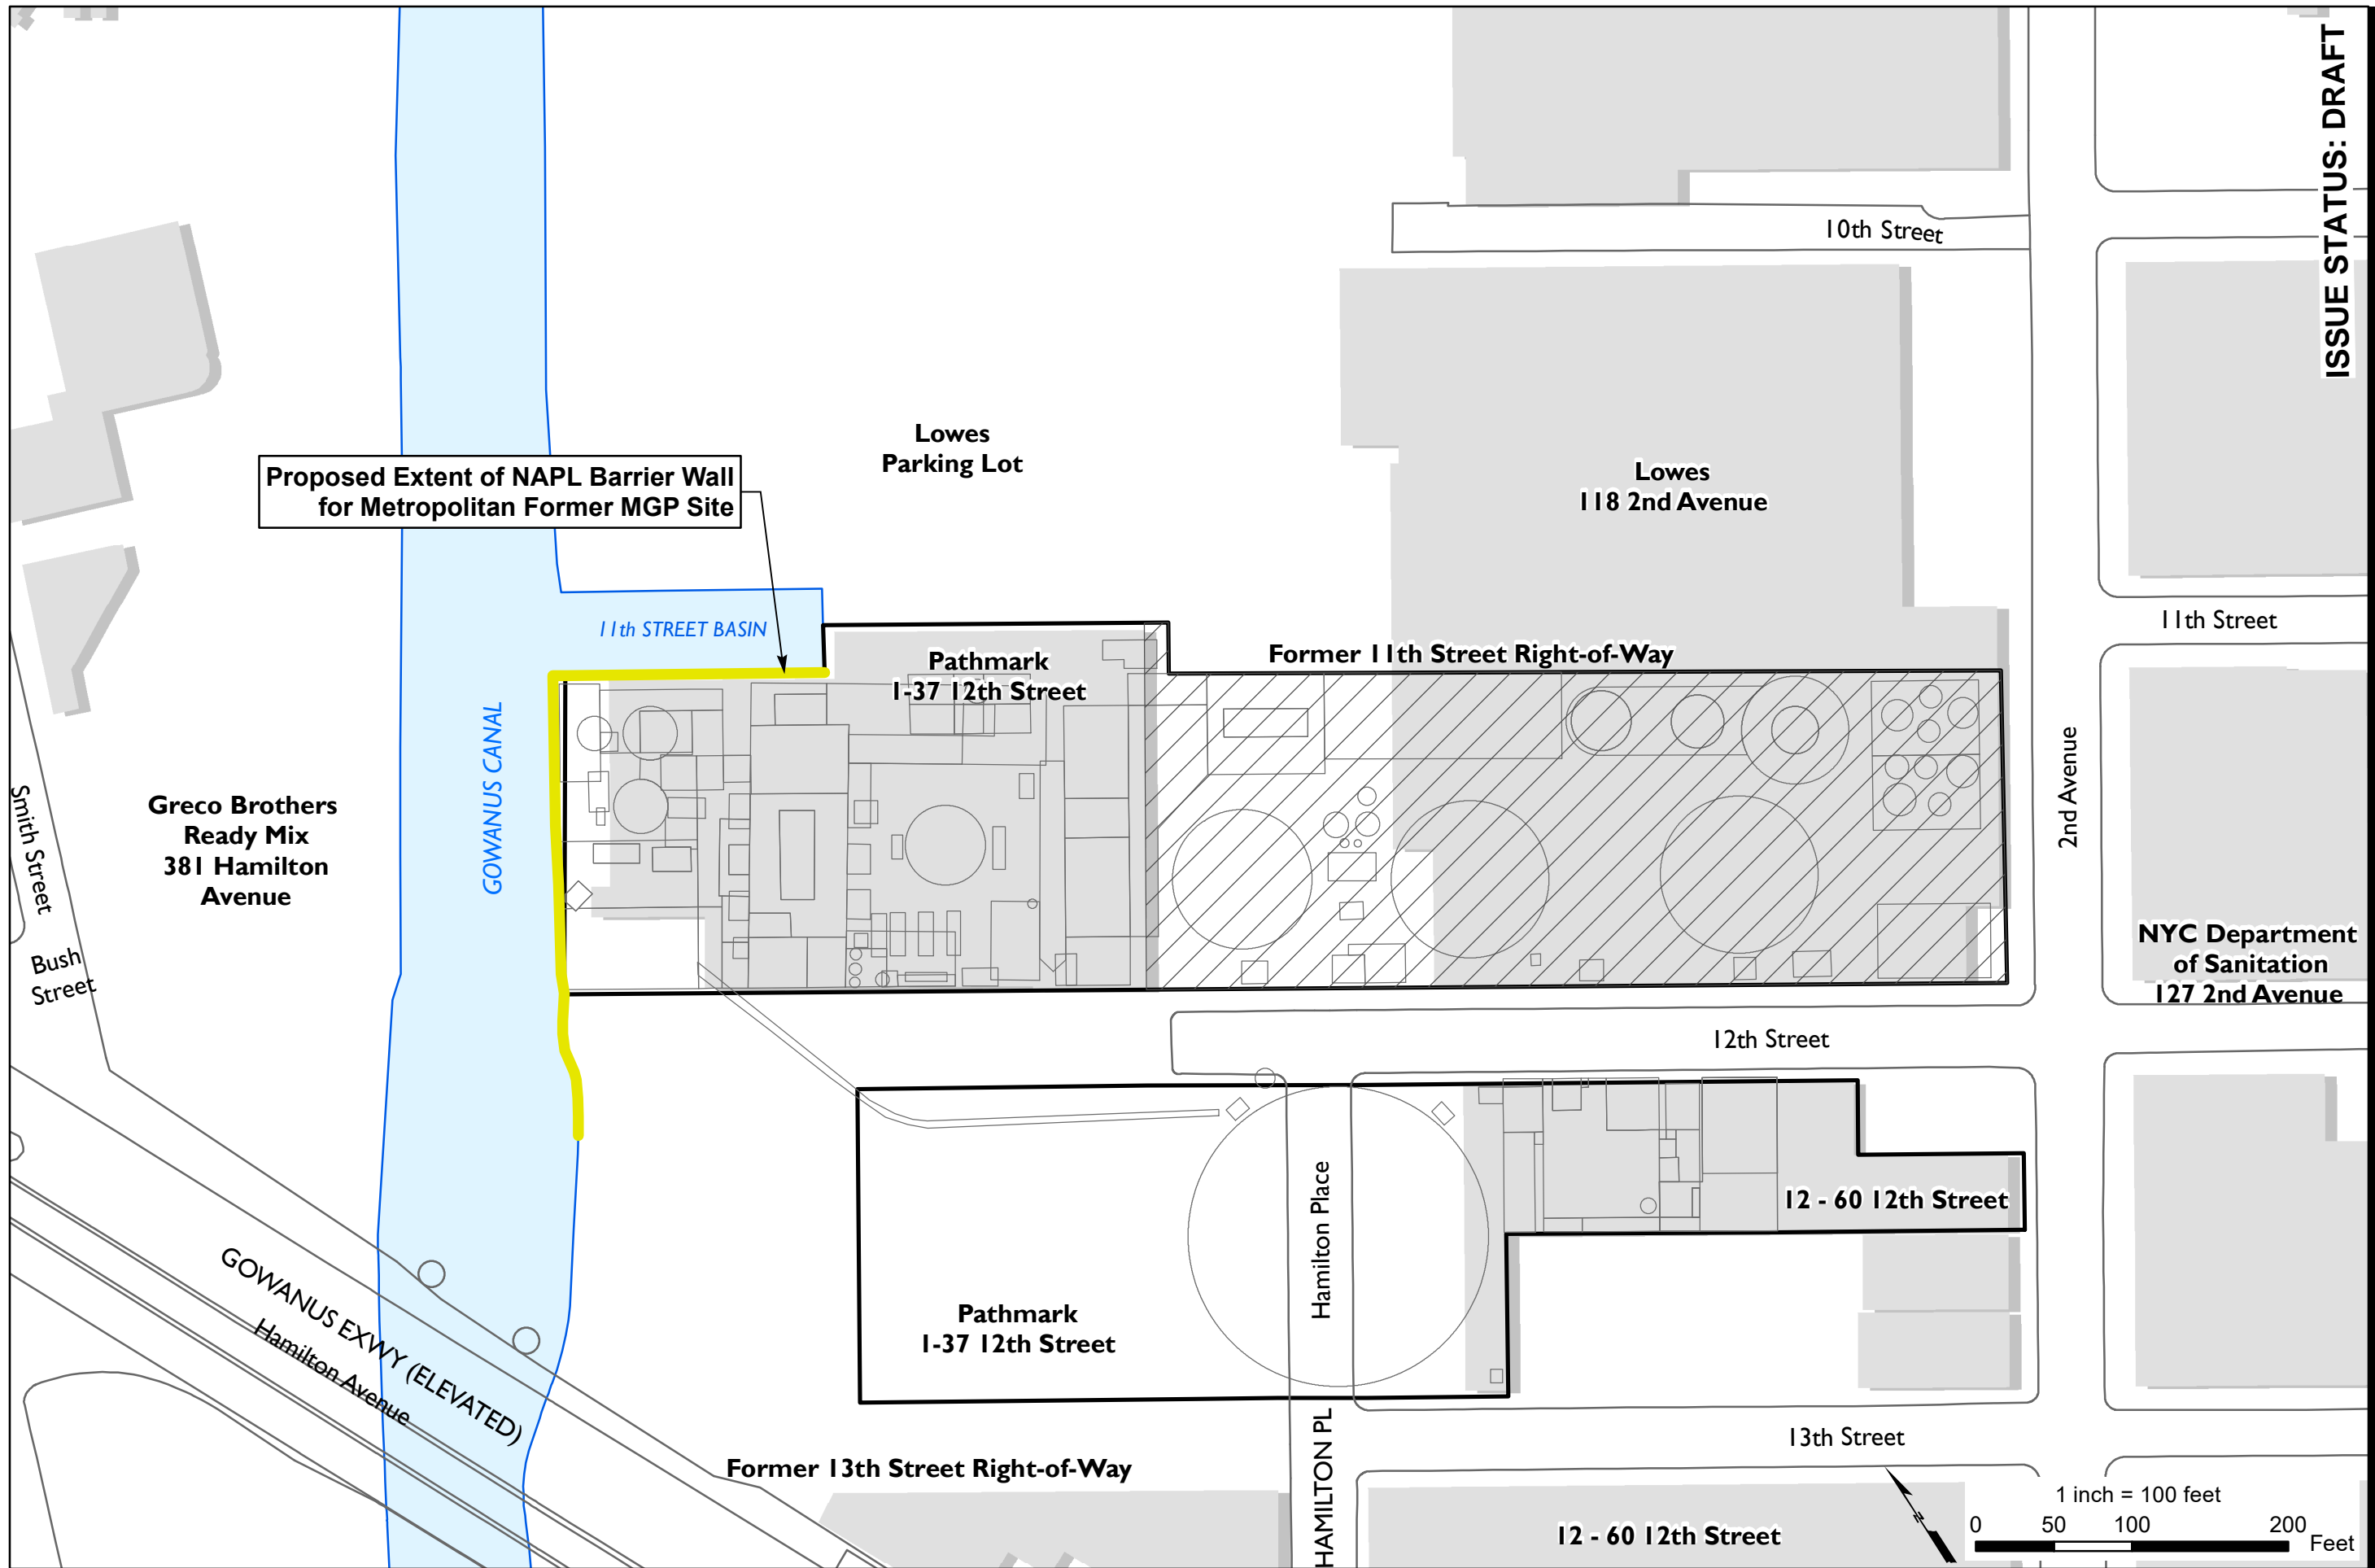 ISSUE STATUS: DRAFT
10th Street
Lowes
Parking Lot
Lowes
118 2nd Avenue
Proposed Extent of NAPL Barrier Wall
for Metropolitan Former MGP Site
11th Street
11th STREET BASIN
Pathmark
1-37 12th Street
Former 11th Street Right-of-Way
GOWANUS CANAL
2nd Avenue
Smith Street
Greco Brothers
Ready Mix
381 Hamilton
Avenue
Bush
Street
NYC Department
of Sanitation
127 2nd Avenue
12th Street
12 - 60 12th Street
Hamilton Place
GOWANUS EXWY (ELEVATED)
Hamilton Avenue
Pathmark
1-37 12th Street
13th Street
Former 13th Street Right-of-Way
HAMILTON PL
12 - 60 12th Street
N
1 inch = 100 feet
0 50 100 200
Feet